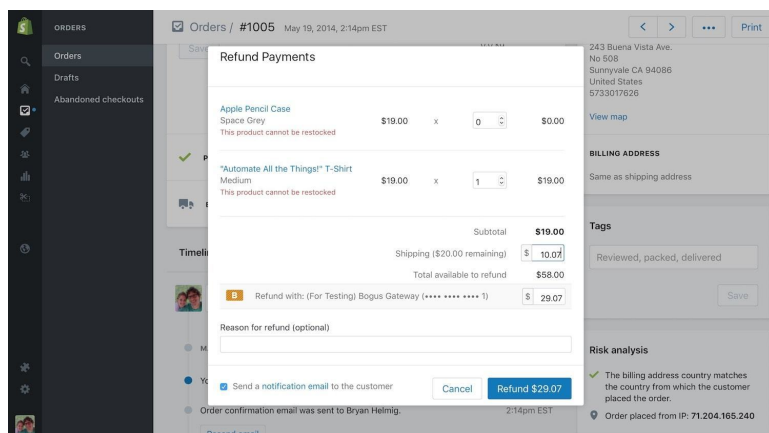 ORDERS
Orders / #1005 May 19, 2014, 2:14pm EST
Print
Orders
Drafts
Abandoned checkouts
Save
243 Buena Vista Ave.
No 508
Sunnyvale CA 94086
United States
5733017626
View map
BILLING ADDRESS
Same as shipping address
Tags
Reviewed, packed, delivered
Save
Risk analysis
The billing address country matches
the country from which the customer
placed the order.
Order placed from IP: 71.204.165.240
Refund Payments
Apple Pencil Case
Space Grey $19.00 x 0 $0.00
This product cannot be restocked
"Automate All the Things!" T-Shirt
Medium $19.00 x 1 $19.00
This product cannot be restocked
Subtotal $19.00
Shipping ($20.00 remaining) $ 10.07
Total available to refund $58.00
B Refund with: (For Testing) Bogus Gateway (•••• •••• •••• 1) $ 29.07
Reason for refund (optional)
Send a notification email to the customer
Cancel
Refund $29.07
Order confirmation email was sent to Bryan Helmig. 2:14pm EST
Resend email